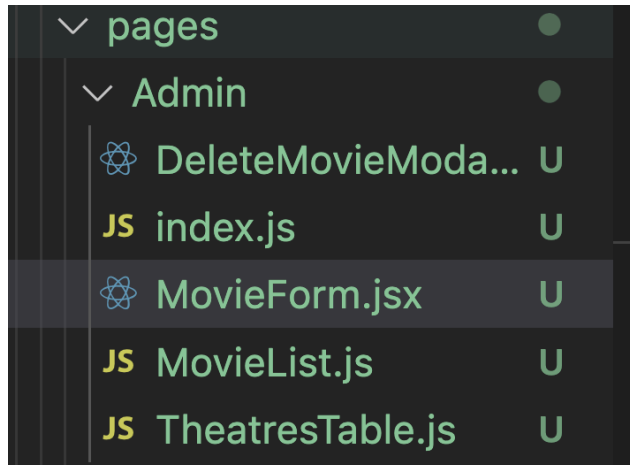 pages
Admin
DeleteMovieModa... U
JS index.js U
MovieForm.jsx U
JS MovieList.js U
JS TheatresTable.js U